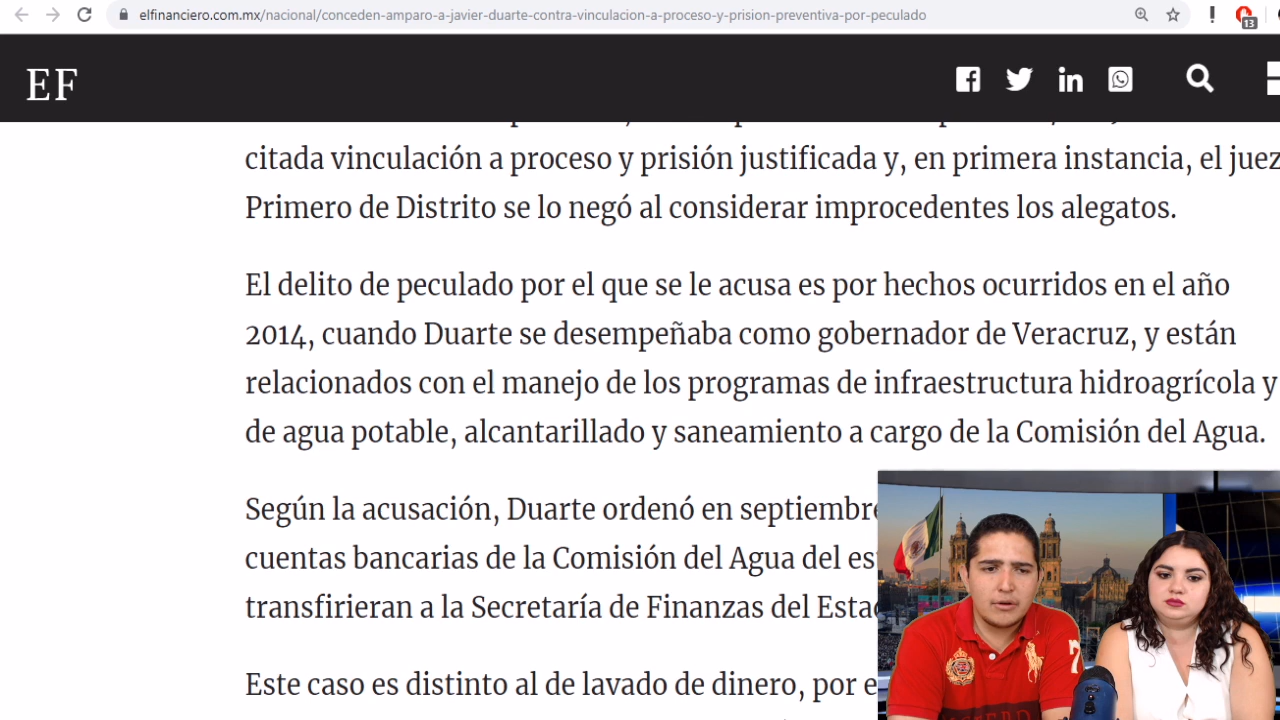 elfinanciero.com.mx/nacional/conceden-amparo-a-javier-duarte-contra-vinculacion-a-proceso-y-prision-preventiva-por-peculado
13
EF
citada vinculación a proceso y prisión justificada y, en primera instancia, el juez
Primero de Distrito se lo negó al considerar improcedentes los alegatos.
El delito de peculado por el que se le acusa es por hechos ocurridos en el año
2014, cuando Duarte se desempeñaba como gobernador de Veracruz, y están
relacionados con el manejo de los programas de infraestructura hidroagrícola y
de agua potable, alcantarillado y saneamiento a cargo de la Comisión del Agua.
Según la acusación, Duarte ordenó en septiembre
cuentas bancarias de la Comisión del Agua del
transfirieran a la Secretaría de Finanzas del
Este caso es distinto al de lavado de dinero, por
7